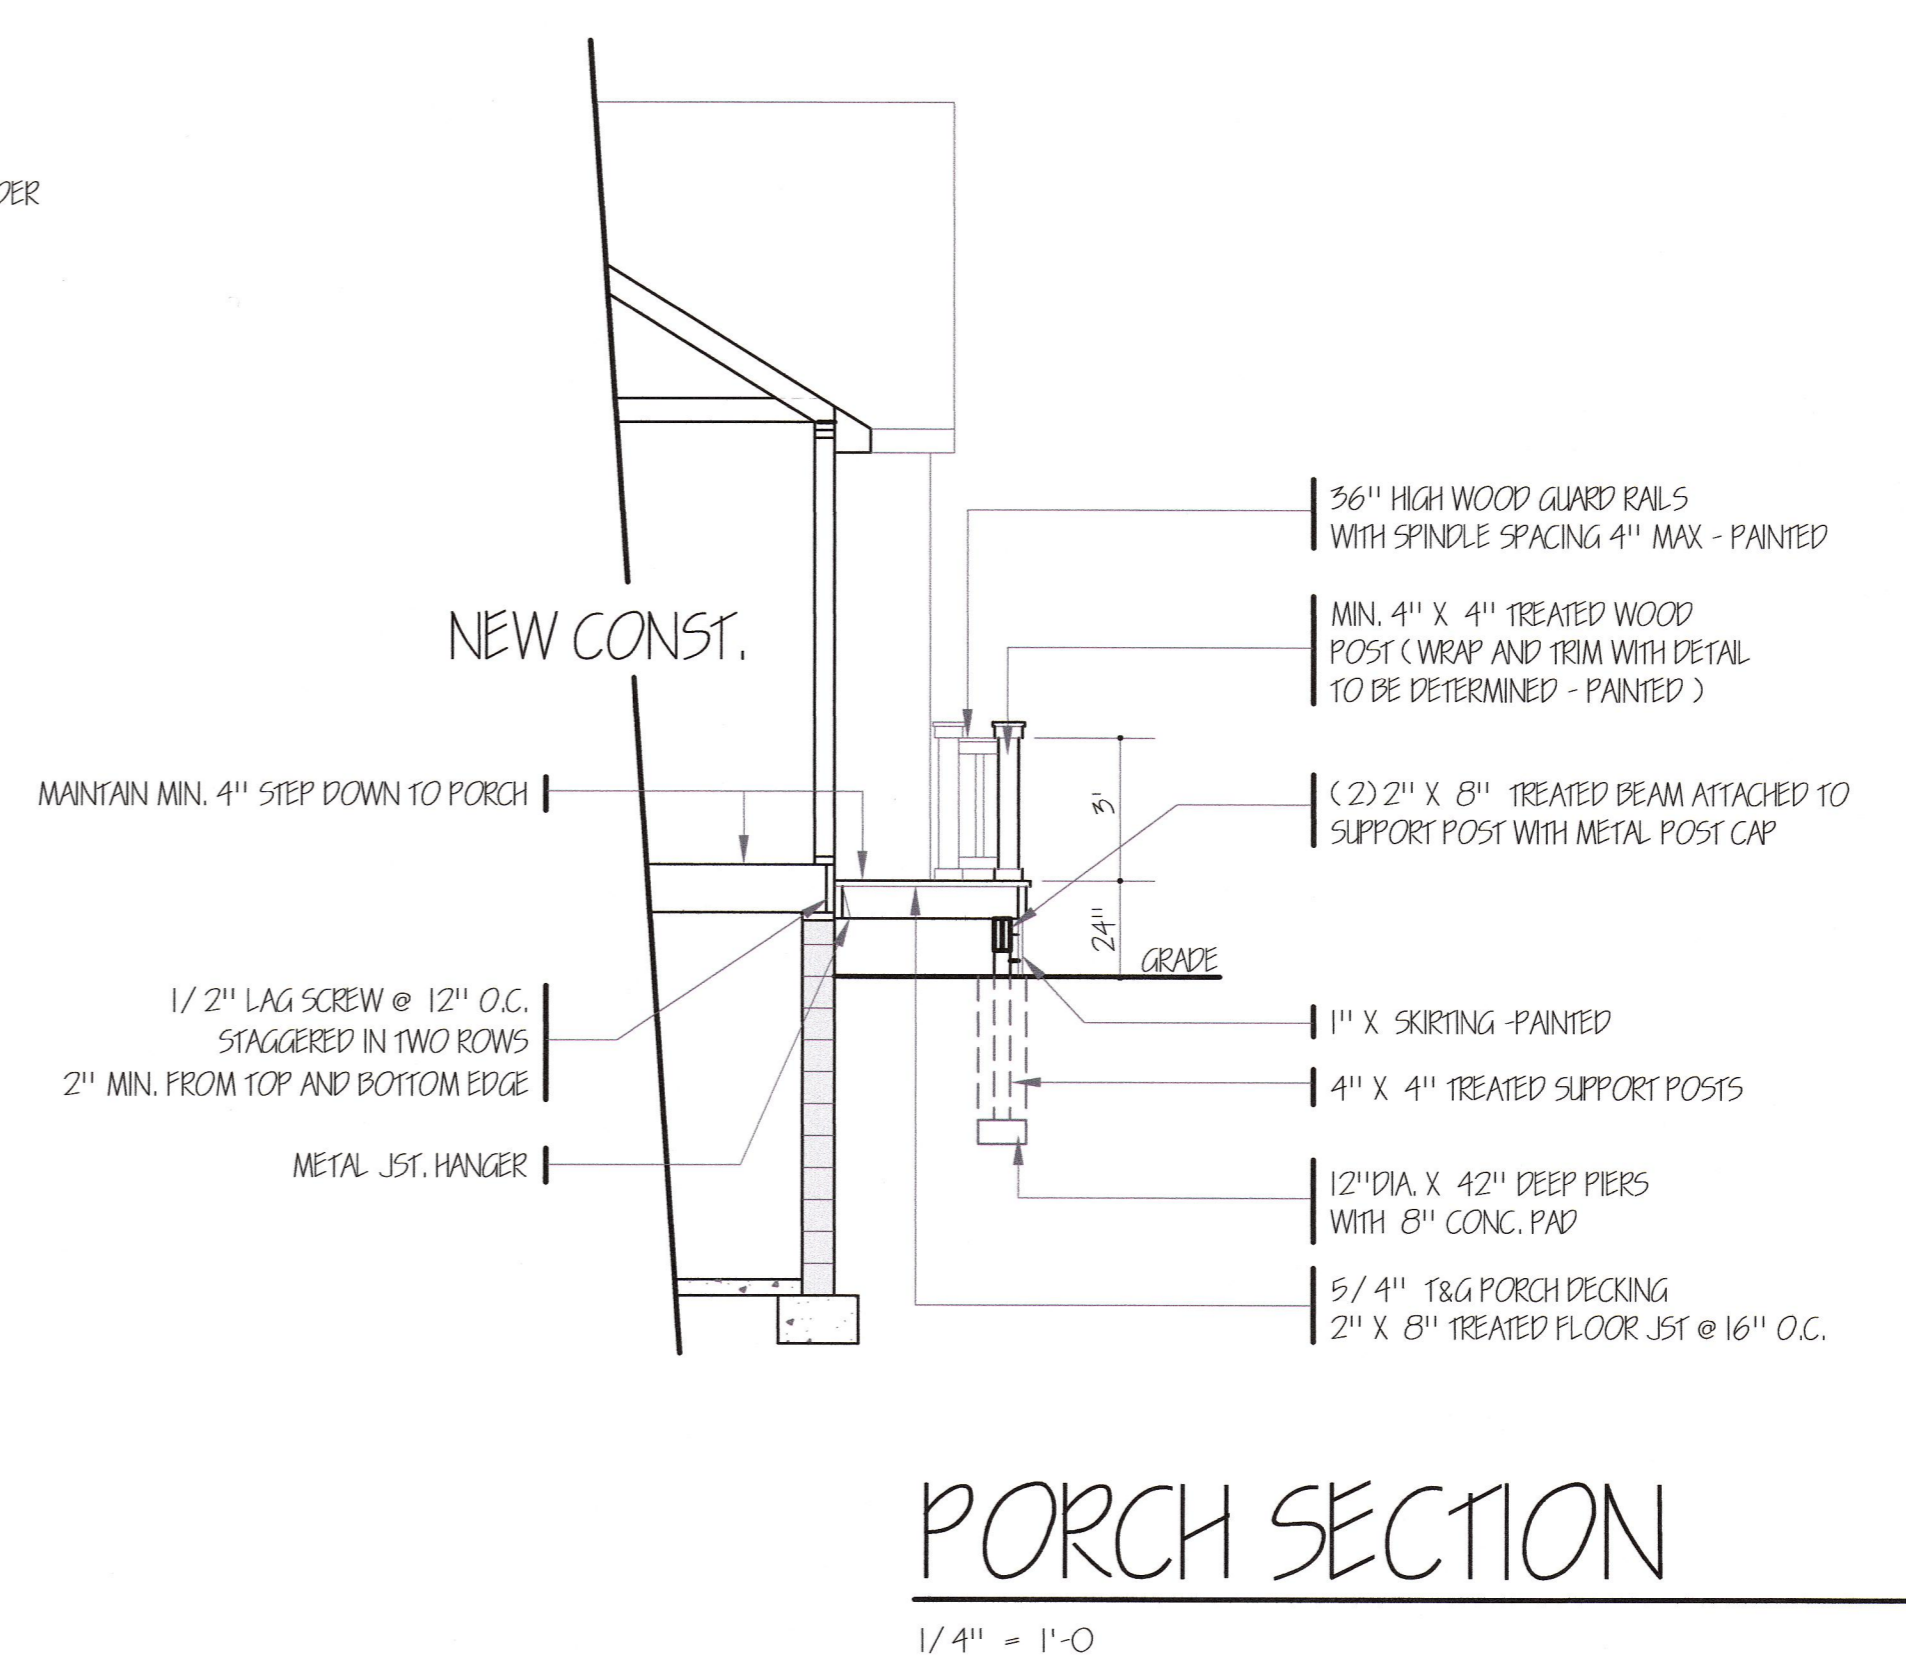 NEW CONST.
MAINTAIN MIN. 4" STEP DOWN TO PORCH
1/2" LAG SCREW @ 12" O.C.
STAGGERED IN TWO ROWS
2" MIN. FROM TOP AND BOTTOM EDGE
METAL JST. HANGER
36" HIGH WOOD GUARD RAILS
WITH SPINDLE SPACING 4" MAX - PAINTED
MIN. 4" X 4" TREATED WOOD
POST ( WRAP AND TRIM WITH DETAIL
TO BE DETERMINED - PAINTED )
(2) 2" X 8" TREATED BEAM ATTACHED TO
SUPPORT POST WITH METAL POST CAP
3'
24"
GRADE
1" X SKIRTING -PAINTED
4" X 4" TREATED SUPPORT POSTS
12"DIA. X 42" DEEP PIERS
WITH 8" CONC. PAD
5/4" T&G PORCH DECKING
2" X 8" TREATED FLOOR JST @ 16" O.C.
PORCH SECTION
1/4" = 1'-0